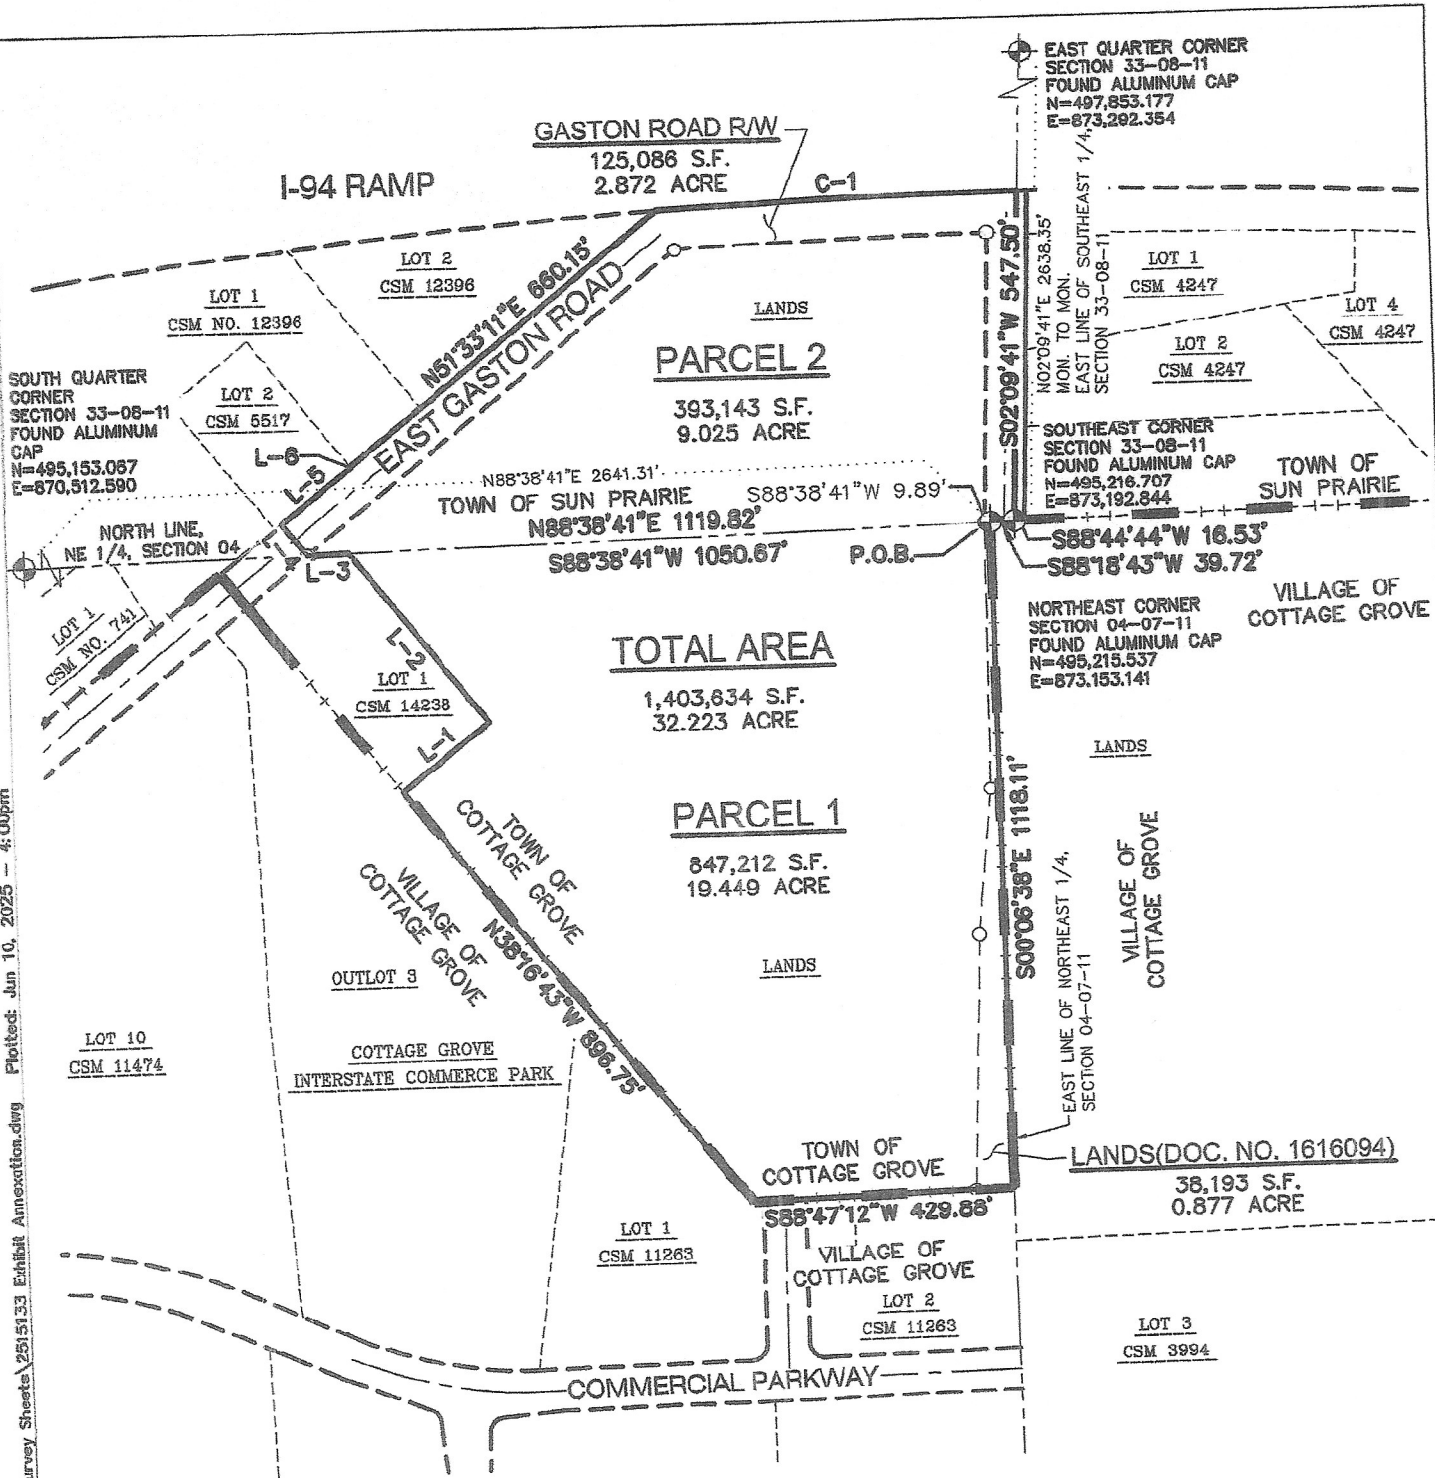 EAST QUARTER CORNER
SECTION 33-08-11
FOUND ALUMINUM CAP
N=497,853.177
E=873,292.354
GASTON ROAD R/W
125,086 S.F.
2.872 ACRE
I-94 RAMP
C-1
LOT 2
CSM 12396
LOT 1
CSM NO. 12396
N51°33'11"E 660.15'
EAST GASTON ROAD
LANDS
PARCEL 2
393,143 S.F.
9.025 ACRE
S02°09'41"W 547.50'
N02°09'41"E 2638.35'
MON. TO MON.
EAST LINE OF SOUTHEAST 1/4,
SECTION 33-08-11
LOT 1
CSM 4247
LOT 4
CSM 4247
LOT 2
CSM 4247
SOUTH QUARTER
CORNER
SECTION 33-08-11
FOUND ALUMINUM
CAP
N=495,153.067
E=870,512.590
LOT 2
CSM 5517
L-6
L-5
N88°38'41"E 2641.31'
TOWN OF SUN PRAIRIE
S88°38'41"W 9.89'
N88°38'41"E 1119.82'
S88°38'41"W 1050.67'
P.O.B.
SOUTHEAST CORNER
SECTION 33-08-11
FOUND ALUMINUM CAP
N=495,216.707
E=873,192.844
TOWN OF
SUN PRAIRIE
S88°44'44"W 16.53'
S88°18'43"W 39.72'
NORTH LINE,
NE 1/4, SECTION 04
L-3
LOT 1
CSM NO. 741
L-2
LOT 1
CSM 14238
L-1
TOTAL AREA
1,403,634 S.F.
32.223 ACRE
NORTHEAST CORNER
SECTION 04-07-11
FOUND ALUMINUM CAP
N=495,215.537
E=873,153.141
VILLAGE OF
COTTAGE GROVE
LANDS
PARCEL 1
847,212 S.F.
19.449 ACRE
LANDS
TOWN OF
COTTAGE GROVE
VILLAGE OF
COTTAGE GROVE
N38°16'43"W 896.75'
S00°06'38"E 1118.11'
EAST LINE OF NORTHEAST 1/4,
SECTION 04-07-11
VILLAGE OF
COTTAGE GROVE
OUTLOT 3
COTTAGE GROVE
INTERSTATE COMMERCE PARK
LOT 10
CSM 11474
TOWN OF
COTTAGE GROVE
S88°47'12"W 429.88'
LANDS(DOC. NO. 1616094)
38,193 S.F.
0.877 ACRE
LOT 1
CSM 11263
VILLAGE OF
COTTAGE GROVE
LOT 2
CSM 11263
LOT 3
CSM 3994
COMMERCIAL PARKWAY
Sheets\2515133 Exhibit Annexation.dwg Plotted: Jun 10, 2025 - 4:00pm